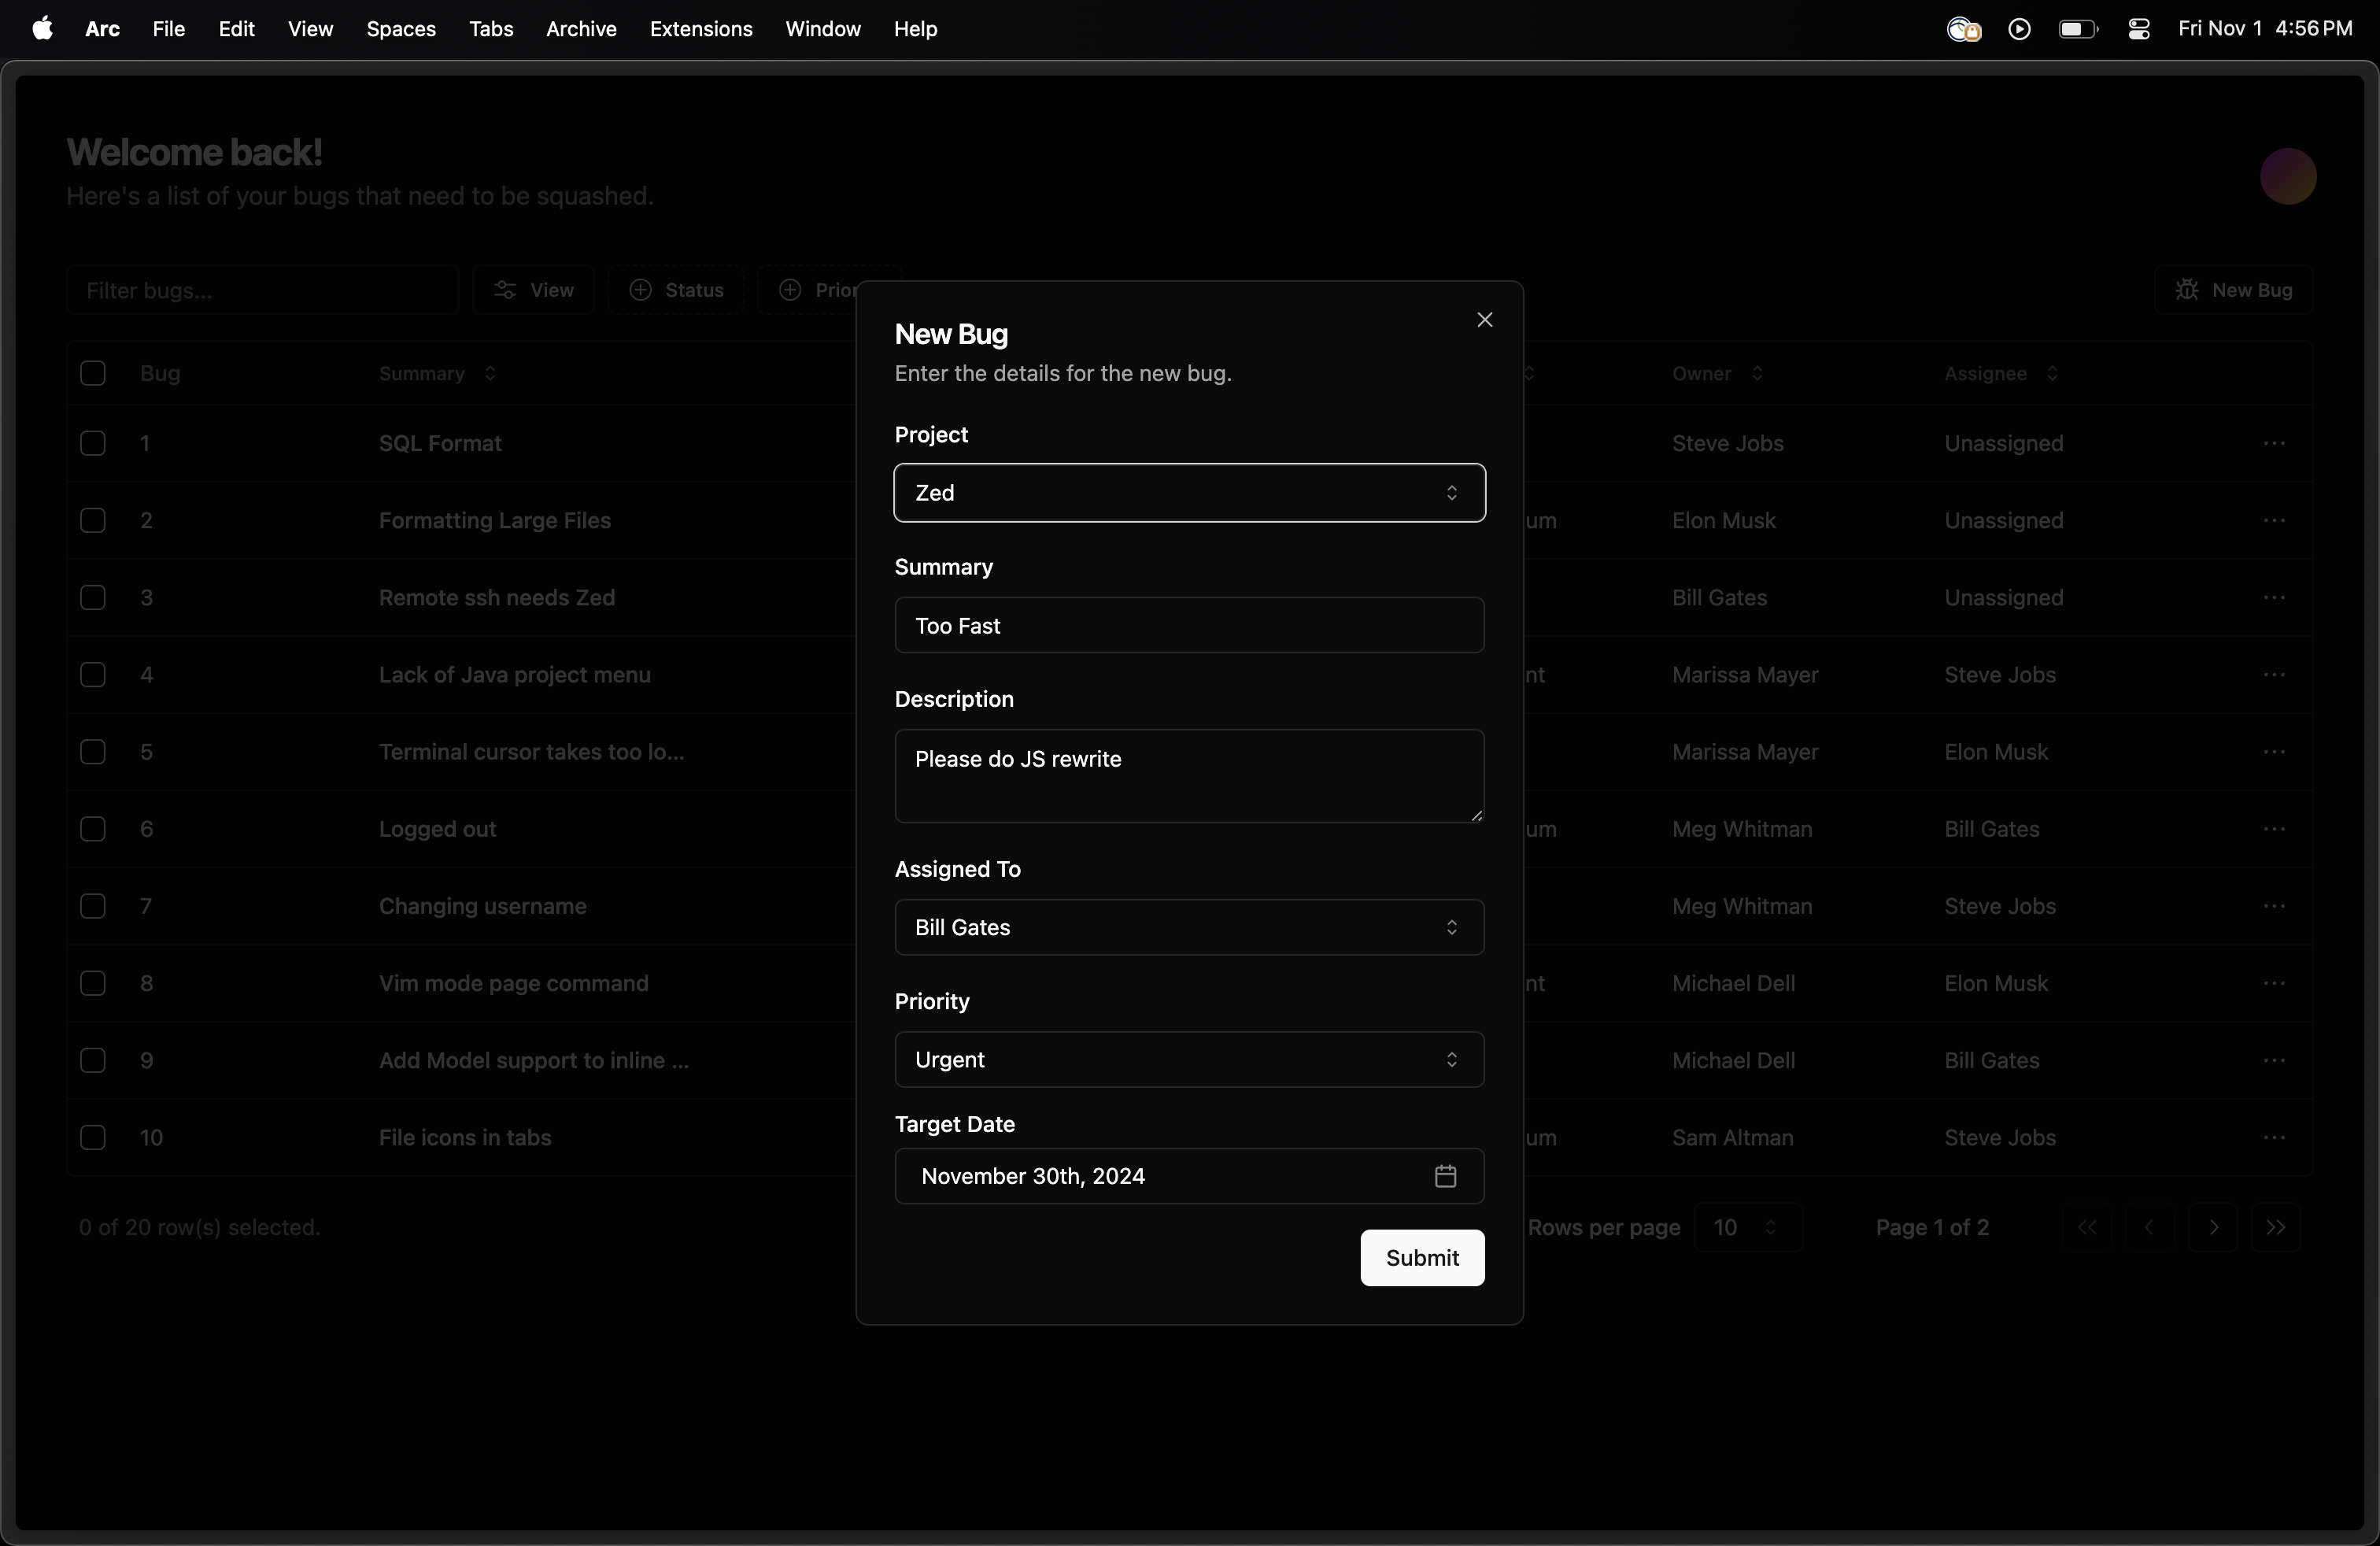 Arc File Edit View Spaces Tabs Archive Extensions Window Help Fri Nov 1 4:56 PM
Welcome back!
Here's a list of your bugs that need to be squashed.
Filter bugs... View Status Prior New Bug
Bug Summary Owner Assignee
1 SQL Format Steve Jobs Unassigned
2 Formatting Large Files um Elon Musk Unassigned
3 Remote ssh needs Zed Bill Gates Unassigned
4 Lack of Java project menu nt Marissa Mayer Steve Jobs
5 Terminal cursor takes too lo... Marissa Mayer Elon Musk
6 Logged out um Meg Whitman Bill Gates
7 Changing username Meg Whitman Steve Jobs
8 Vim mode page command nt Michael Dell Elon Musk
9 Add Model support to inline ... Michael Dell Bill Gates
10 File icons in tabs um Sam Altman Steve Jobs
0 of 20 row(s) selected. Rows per page 10 Page 1 of 2
New Bug
Enter the details for the new bug.
Project
Zed
Summary
Too Fast
Description
Please do JS rewrite
Assigned To
Bill Gates
Priority
Urgent
Target Date
November 30th, 2024
Submit